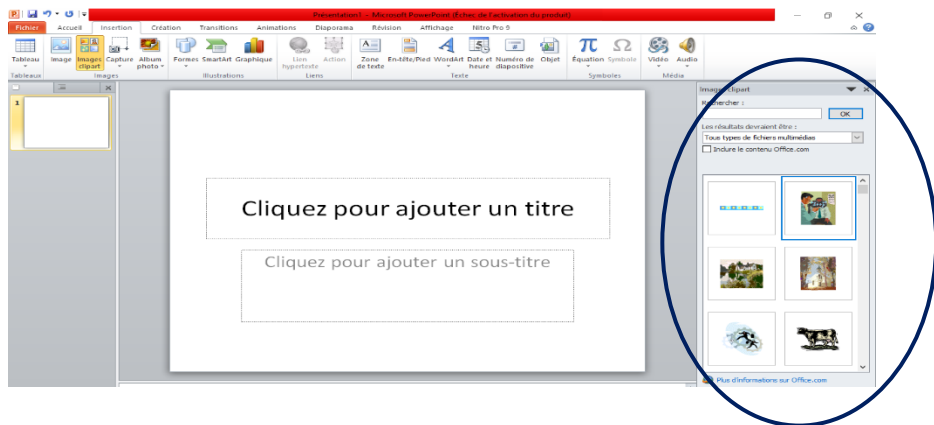 Présentation1 - Microsoft PowerPoint (Échec de l'activation du produit)
Fichier Accueil Insertion Création Transitions Animations Diaporama Révision Affichage Nitro Pro 9
Tableau Image Images clipart Capture Album photo Formes SmartArt Graphique Lien hypertexte Action Zone de texte En-tête/Pied WordArt Date et heure Numéro de diapositive Objet Équation Symbole Vidéo Audio
Tableaux Images Illustrations Liens Texte Symboles Média
1
Cliquez pour ajouter un titre
Cliquez pour ajouter un sous-titre
Images clipart
Rechercher :
OK
Les résultats devraient être :
Tous types de fichiers multimédias
Inclure le contenu Office.com
Plus d'informations sur Office.com